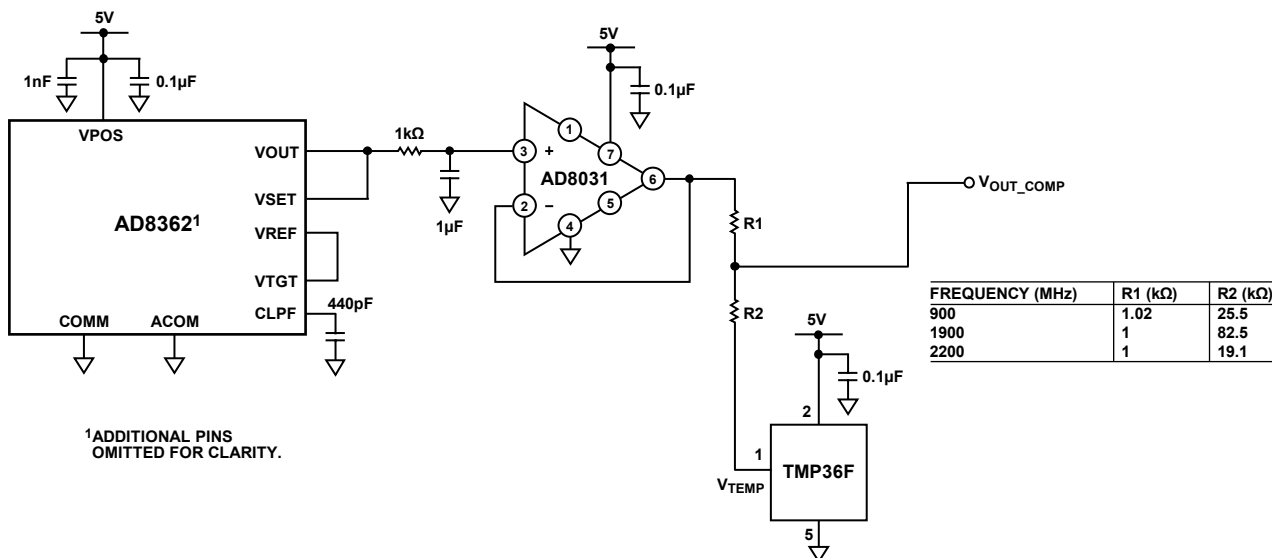 5V
1nF
0.1µF
VPOS
VOUT
VSET
VREF
VTGT
CLPF
COMM
ACOM
AD8362¹
440pF
1kΩ
1µF
5V
0.1µF
3
+
1
7
AD8031
6
2
–
5
4
R1
R2
VOUT_COMP
5V
0.1µF
2
1
VTEMP
TMP36F
5
FREQUENCY (MHz) R1 (kΩ) R2 (kΩ)
900 1.02 25.5
1900 1 82.5
2200 1 19.1
¹ADDITIONAL PINS
OMITTED FOR CLARITY.